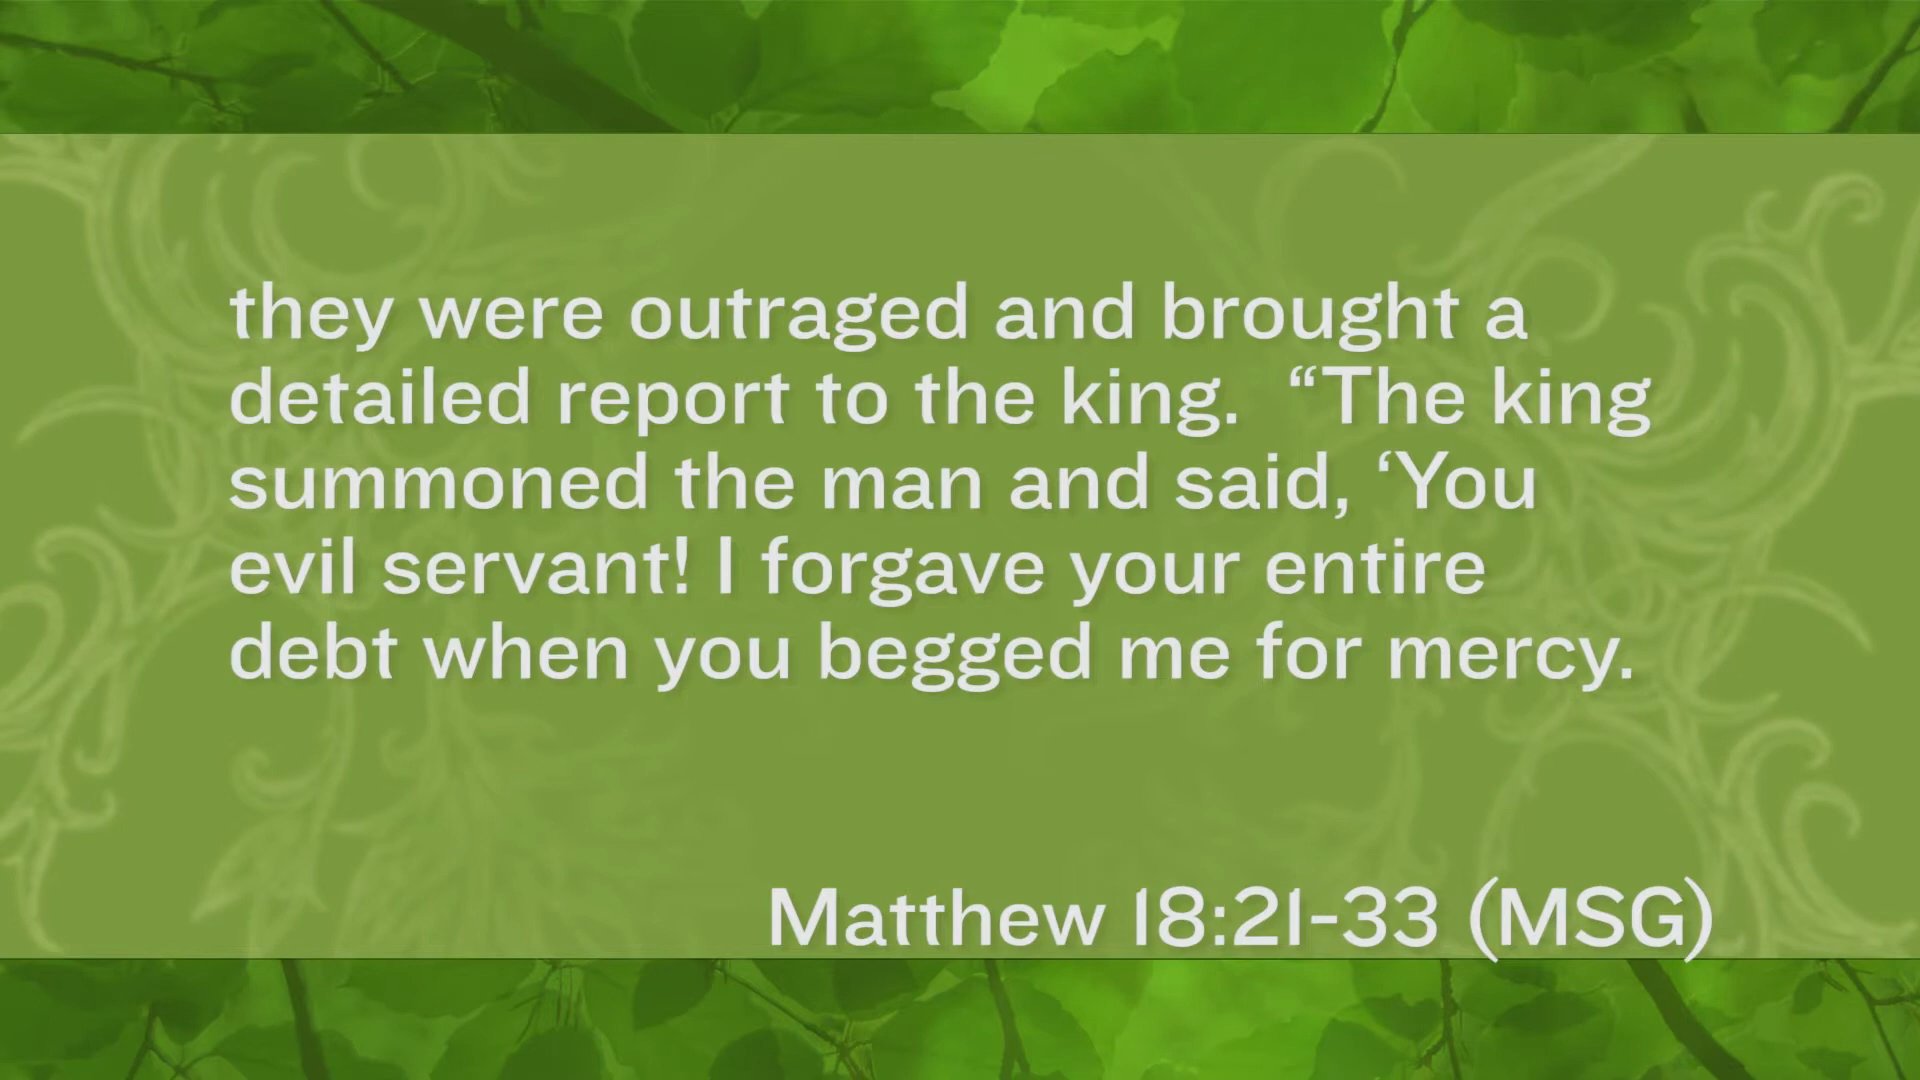 they were outraged and brought a
detailed report to the king.   “The king
summoned the man and said, ‘You
evil servant! I forgave your entire
debt when you begged me for mercy.
Matthew 18:21-33 (MSG)